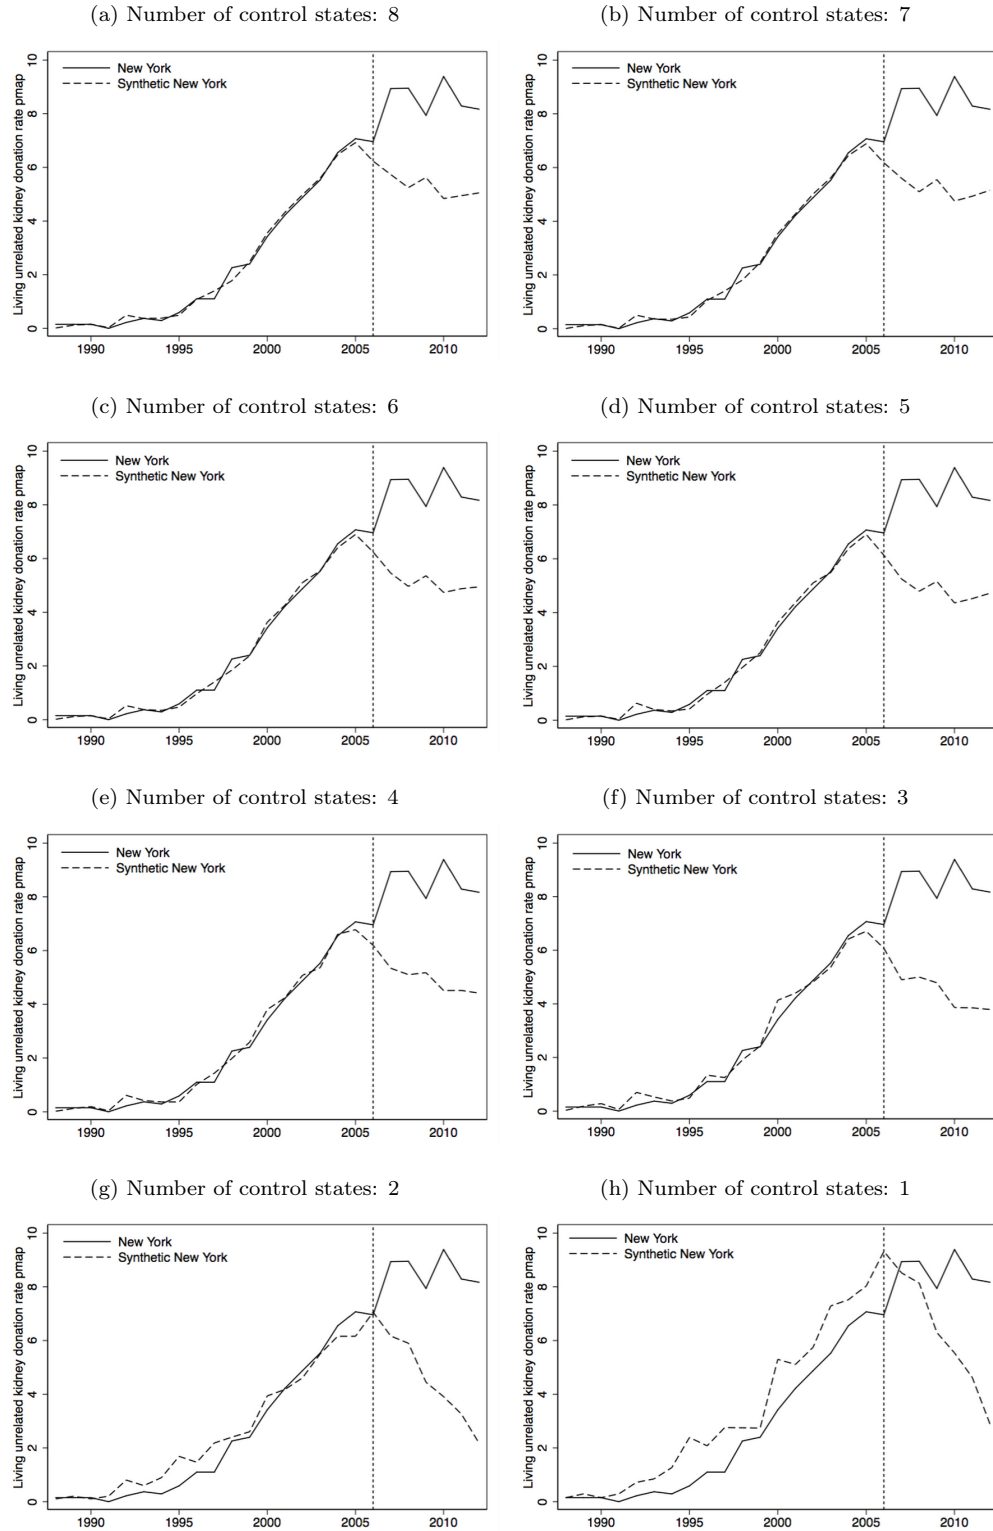 (a) Number of control states: 8
Living unrelated kidney donation rate pmap
0 2 4 6 8 10
New York
Synthetic New York
1990 1995 2000 2005 2010
(b) Number of control states: 7
Living unrelated kidney donation rate pmap
0 2 4 6 8 10
New York
Synthetic New York
1990 1995 2000 2005 2010
(c) Number of control states: 6
Living unrelated kidney donation rate pmap
0 2 4 6 8 10
New York
Synthetic New York
1990 1995 2000 2005 2010
(d) Number of control states: 5
Living unrelated kidney donation rate pmap
0 2 4 6 8 10
New York
Synthetic New York
1990 1995 2000 2005 2010
(e) Number of control states: 4
Living unrelated kidney donation rate pmap
0 2 4 6 8 10
New York
Synthetic New York
1990 1995 2000 2005 2010
(f) Number of control states: 3
Living unrelated kidney donation rate pmap
0 2 4 6 8 10
New York
Synthetic New York
1990 1995 2000 2005 2010
(g) Number of control states: 2
Living unrelated kidney donation rate pmap
0 2 4 6 8 10
New York
Synthetic New York
1990 1995 2000 2005 2010
(h) Number of control states: 1
Living unrelated kidney donation rate pmap
0 2 4 6 8 10
New York
Synthetic New York
1990 1995 2000 2005 2010